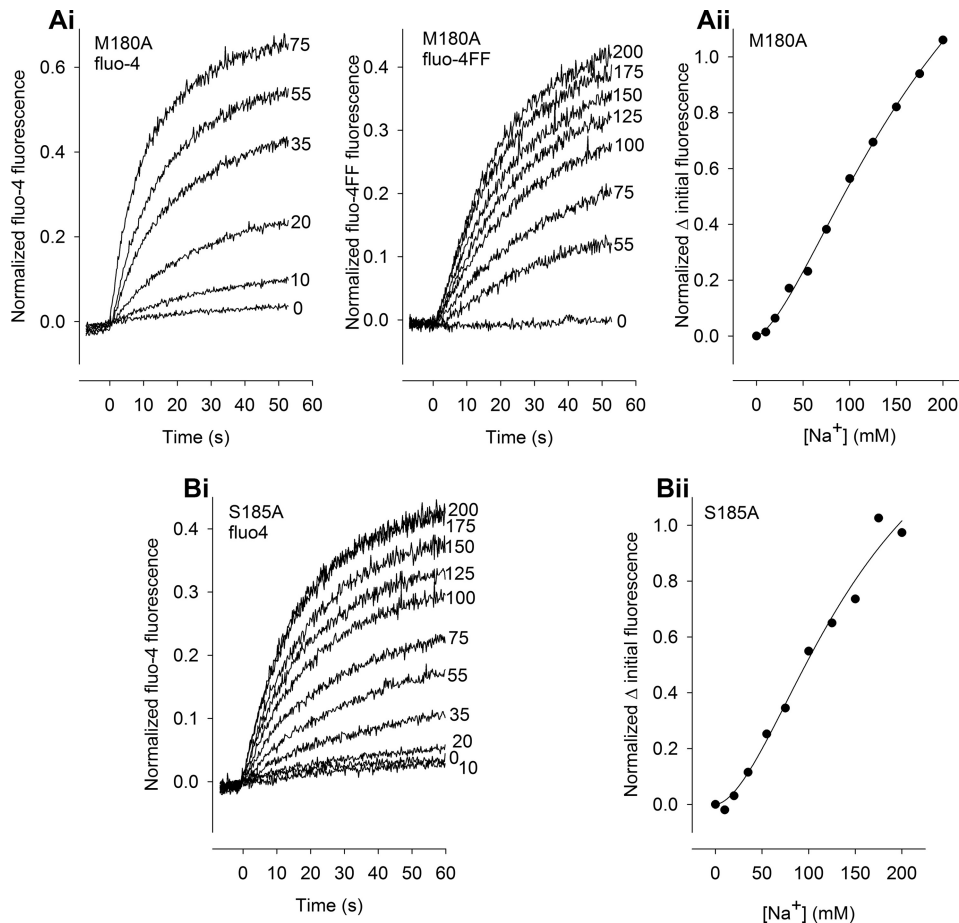 Ai
M180A
fluo-4
Normalized fluo-4 fluorescence
0.6
0.4
0.2
0.0
75
55
35
20
10
0
0 10 20 30 40 50 60
Time (s)
M180A
fluo-4FF
Normalized fluo-4FF fluorescence
0.4
0.3
0.2
0.1
0.0
200
175
150
125
100
75
55
0
0 10 20 30 40 50 60
Time (s)
Aii
M180A
Normalized Δ initial fluorescence
1.0
0.8
0.6
0.4
0.2
0.0
0 50 100 150 200
[Na⁺] (mM)
Bi
S185A
fluo4
Normalized fluo-4 fluorescence
0.4
0.3
0.2
0.1
0.0
200
175
150
125
100
75
55
35
20
0
10
0 10 20 30 40 50 60
Time (s)
Bii
S185A
Normalized Δ initial fluorescence
1.0
0.8
0.6
0.4
0.2
0.0
0 50 100 150 200
[Na⁺] (mM)